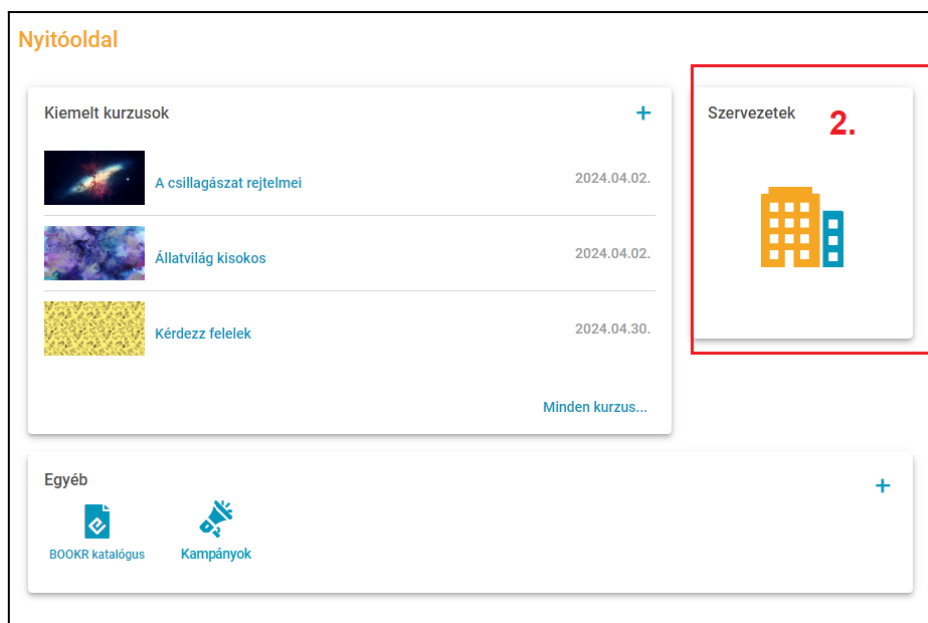 Nyitóoldal
Kiemelt kurzusok
+
A csillagászat rejtelmei
2024.04.02.
Állatvilág kisokos
2024.04.02.
Kérdezz felelek
2024.04.30.
Minden kurzus...
Szervezetek
2.
Egyéb
+
BOOKR katalógus
Kampányok